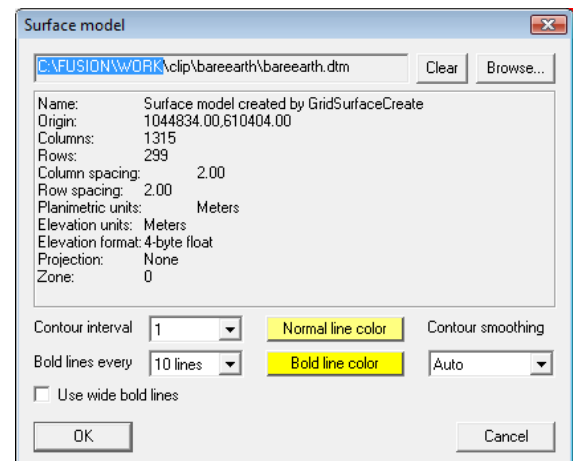 Surface model
C:\FUSION\WORK\clip\bareearth\bareearth.dtm Clear Browse...
Name: Surface model created by GridSurfaceCreate
Origin: 1044834.00,610404.00
Columns: 1315
Rows: 299
Column spacing: 2.00
Row spacing: 2.00
Planimetric units: Meters
Elevation units: Meters
Elevation format: 4-byte float
Projection: None
Zone: 0
Contour interval 1 Normal line color Contour smoothing
Bold lines every 10 lines Bold line color Auto
Use wide bold lines
OK Cancel